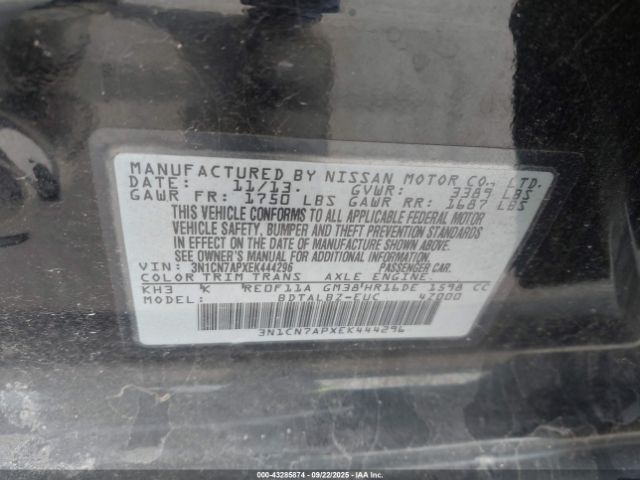 MANUFACTURED BY NISSAN MOTOR CO., LTD.
DATE: 11/13 GVWR: 3389 LBS
GAWR FR: 1750 LBS GAWR RR: 1687 LBS
THIS VEHICLE CONFORMS TO ALL APPLICABLE FEDERAL MOTOR
VEHICLE SAFETY, BUMPER AND THEFT PREVENTION STANDARDS
IN EFFECT ON THE DATE OF MANUFACTURE SHOWN ABOVE.
SEE OWNER'S MANUAL FOR ADDITIONAL INFORMATION.
VIN: 3N1CN7APXEK444296 PASSENGER CAR.
COLOR TRIM TRANS AXLE ENGINE
KH3 K RE0F11A GM38 HR16DE 1598 CC
MODEL: BDTALBZ-EUC 47000
3N1CN7APXEK444296
000-43285874 | 09/22/2025 | © IAA, Inc.